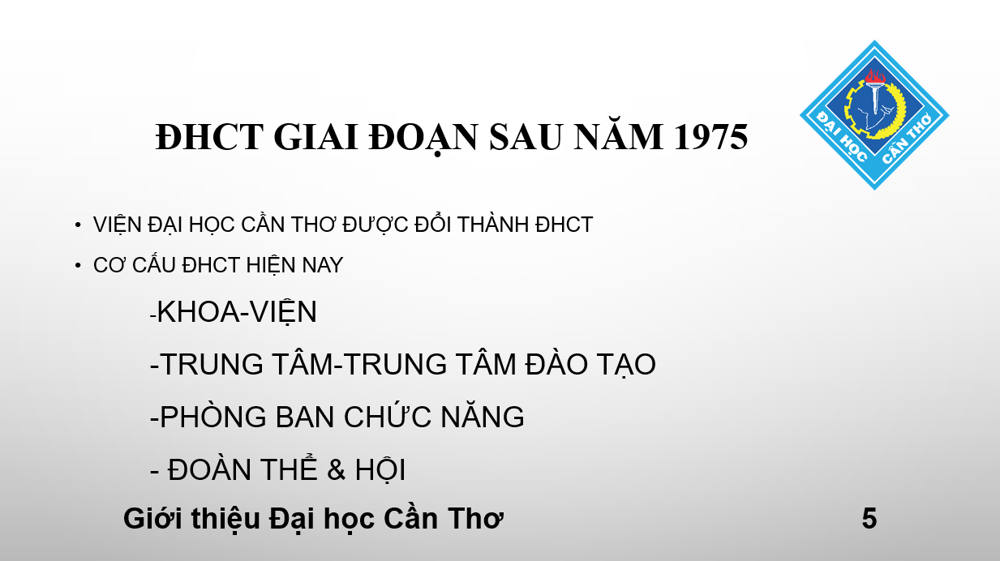 ĐHCT GIAI ĐOẠN SAU NĂM 1975
ĐẠI HỌC CẦN THƠ
• VIỆN ĐẠI HỌC CẦN THƠ ĐƯỢC ĐỔI THÀNH ĐHCT
• CƠ CẤU ĐHCT HIỆN NAY
-KHOA-VIỆN
-TRUNG TÂM-TRUNG TÂM ĐÀO TẠO
-PHÒNG BAN CHỨC NĂNG
- ĐOÀN THỂ & HỘI
Giới thiệu Đại học Cần Thơ 5